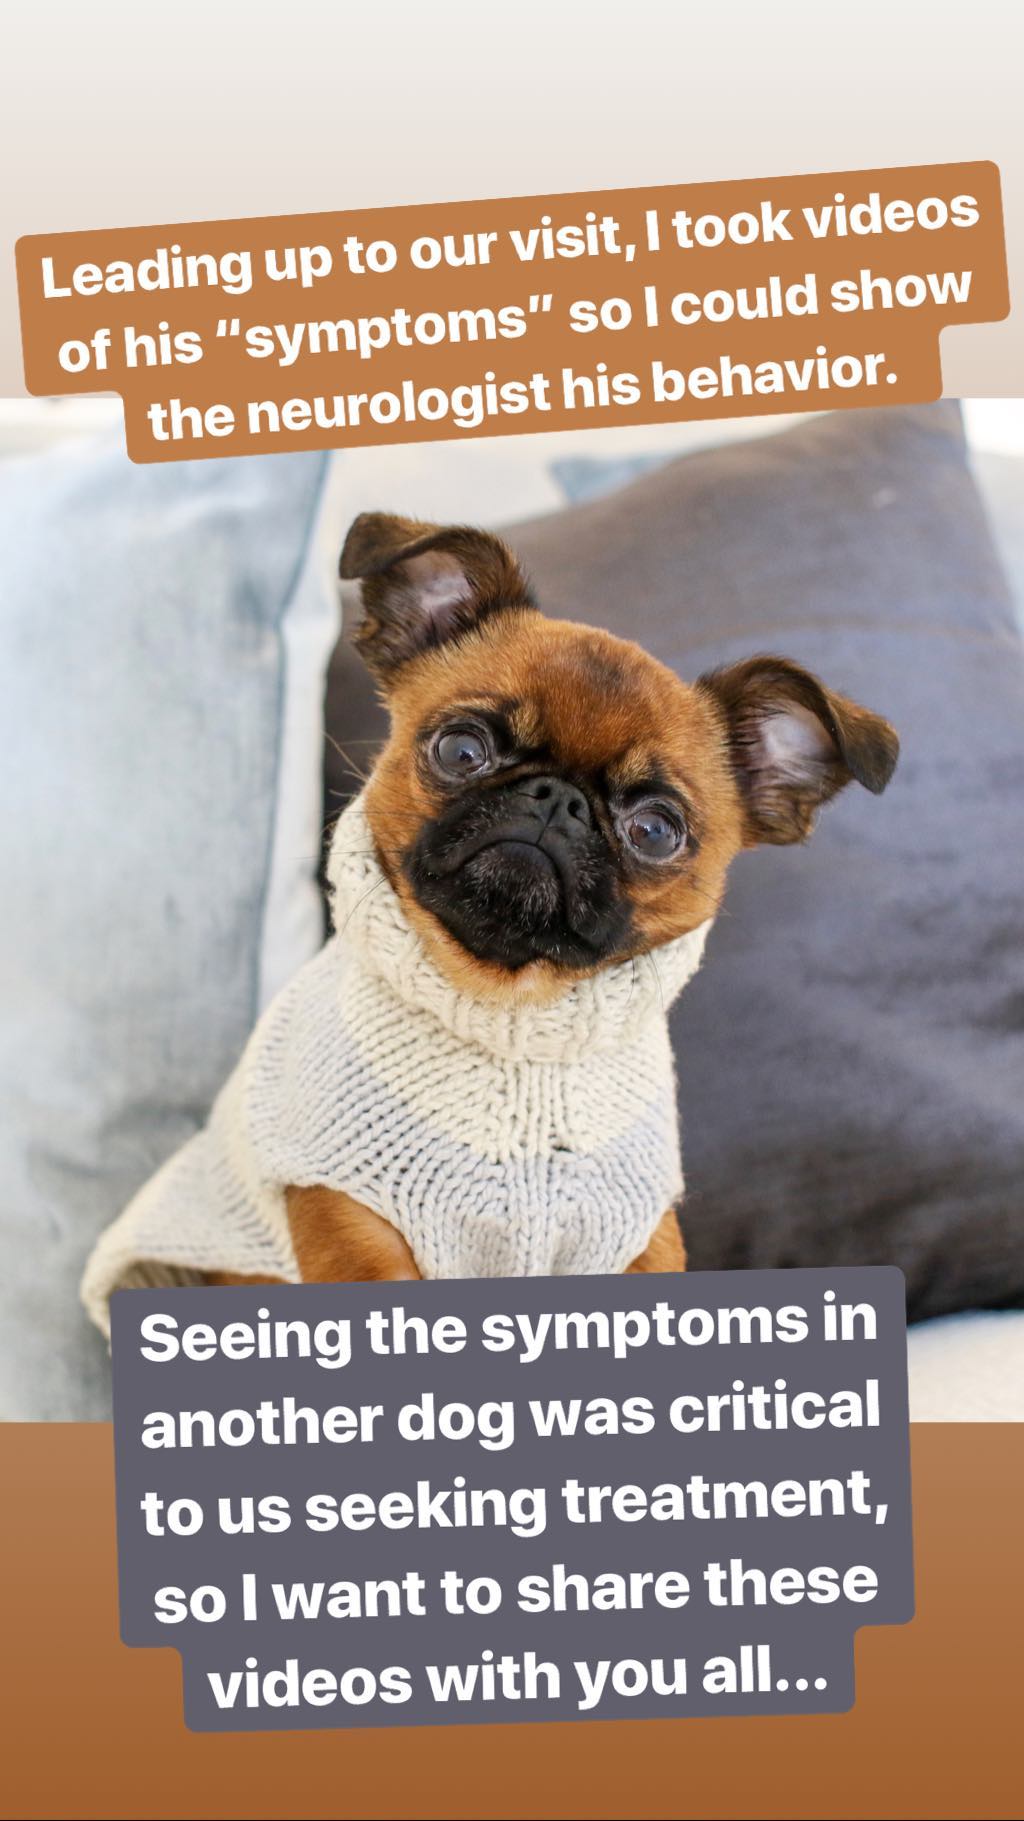 Leading up to our visit, I took videos
of his “symptoms” so I could show
the neurologist his behavior.
Seeing the symptoms in
another dog was critical
to us seeking treatment,
so I want to share these
videos with you all...